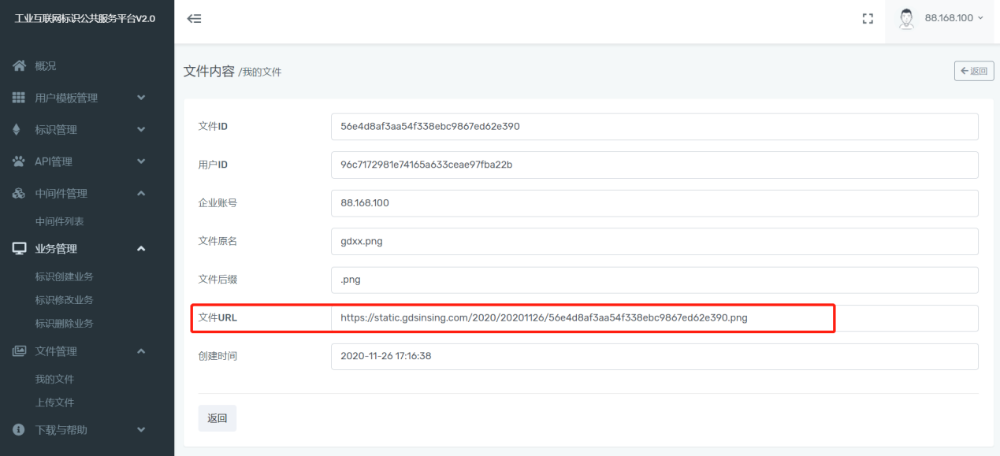 工业互联网标识公共服务平台V2.0
88.168.100
概况
用户模板管理
标识管理
API管理
中间件管理
中间件列表
业务管理
标识创建业务
标识修改业务
标识删除业务
文件管理
我的文件
上传文件
下载与帮助
文件内容 /我的文件
返回
文件ID
56e4d8af3aa54f338ebc9867ed62e390
用户ID
96c7172981e74165a633ceae97fba22b
企业账号
88.168.100
文件原名
gdxx.png
文件后缀
.png
文件URL
https://static.gdsinsing.com/2020/20201126/56e4d8af3aa54f338ebc9867ed62e390.png
创建时间
2020-11-26 17:16:38
返回